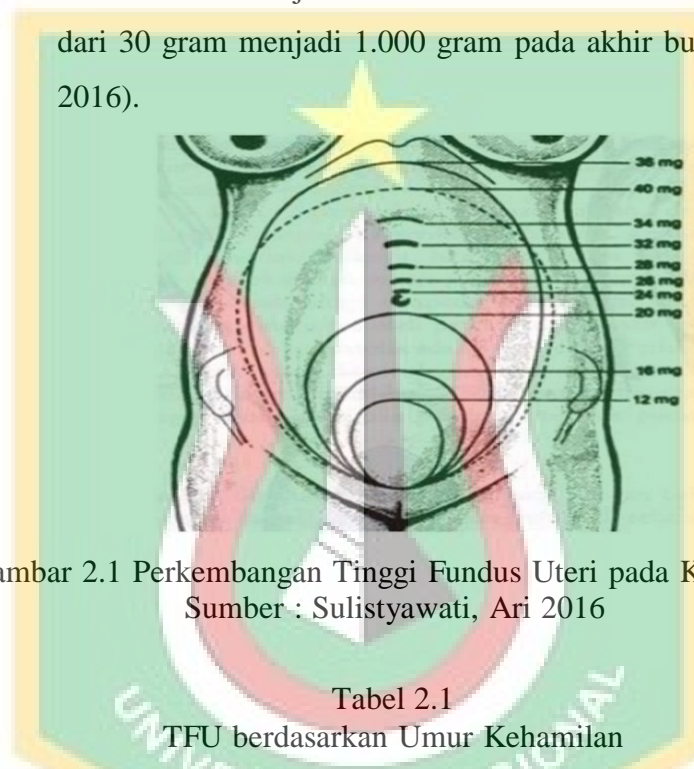 dari 30 gram menjadi 1.000 gram pada akhir bu
2016).
36 mg
40 mg
34 mg
32 mg
28 mg
26 mg
24 mg
20 mg
16 mg
12 mg
ambar 2.1 Perkembangan Tinggi Fundus Uteri pada K
Sumber : Sulistyawati, Ari 2016
Tabel 2.1
TFU berdasarkan Umur Kehamilan